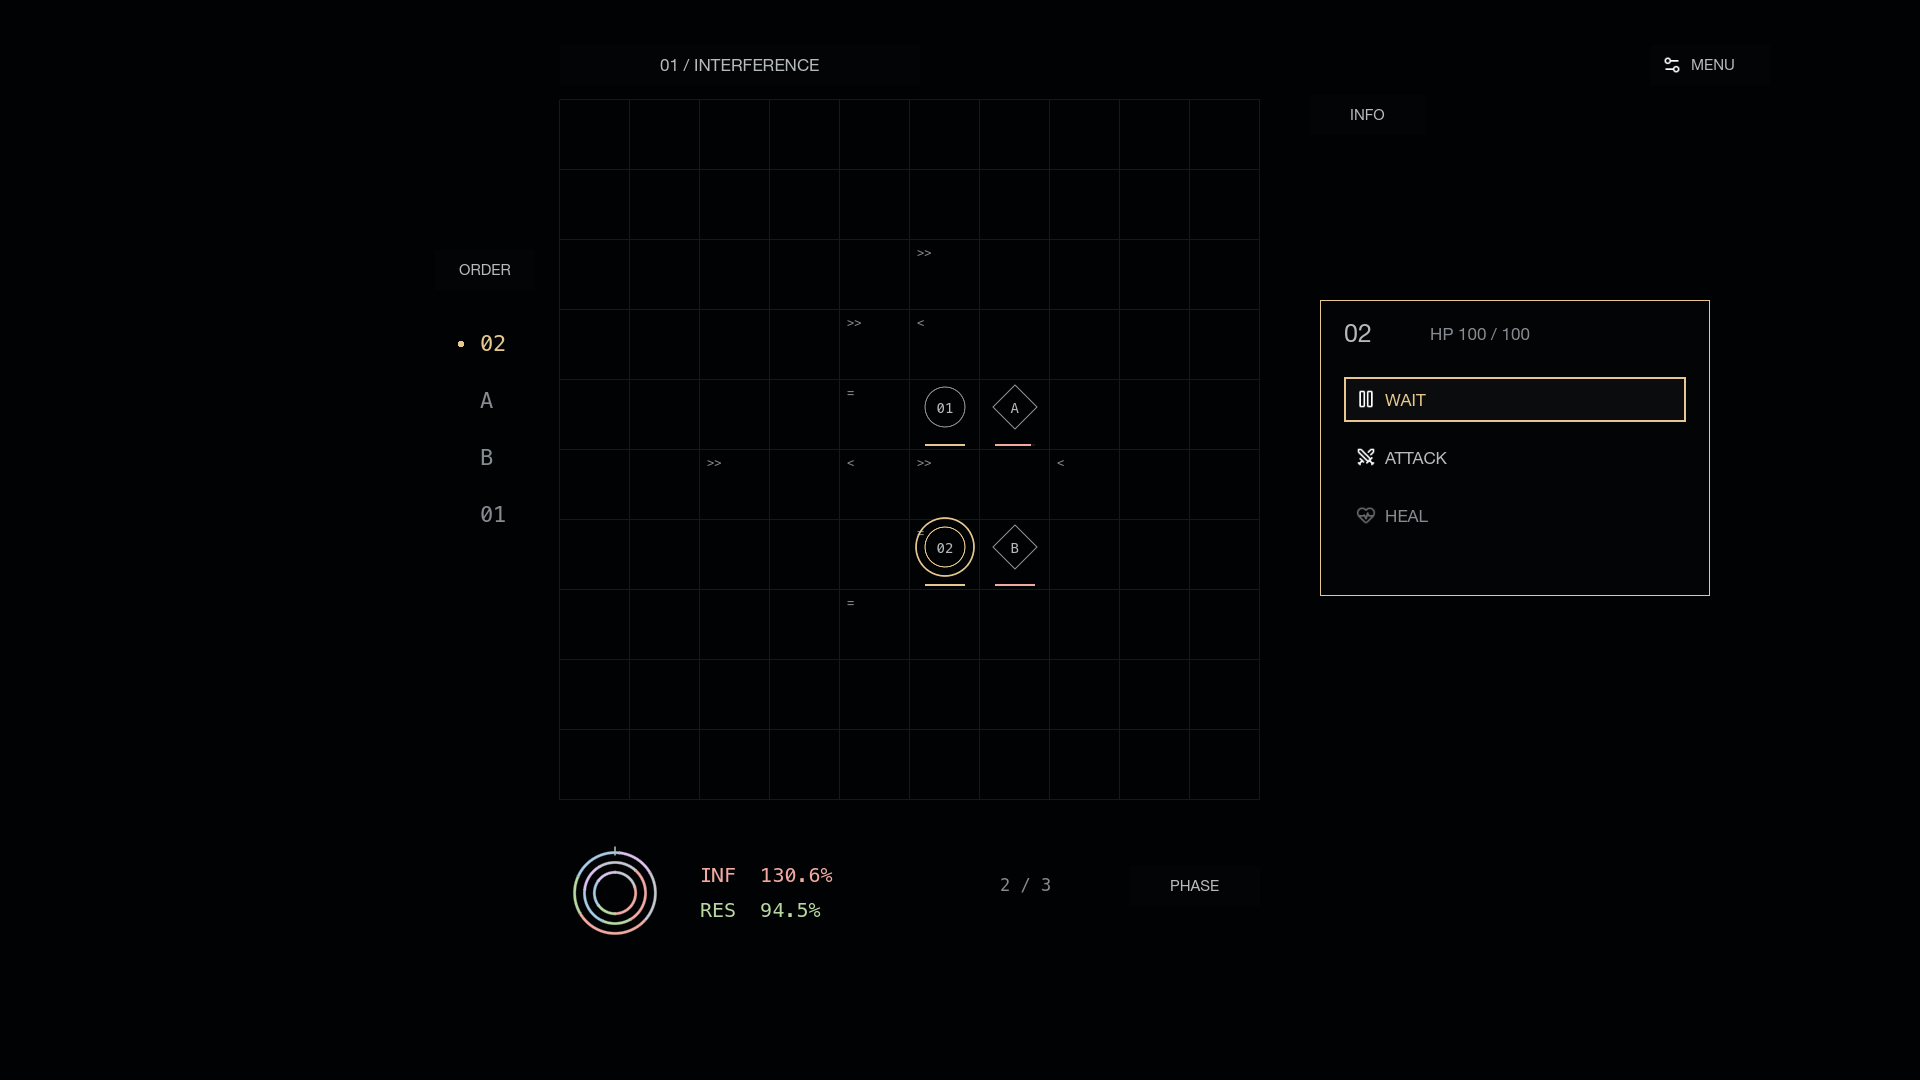 01 / INTERFERENCE
MENU
INFO
ORDER
02
A
B
01
>>
>> <
= 01 A
>> < >> <
= 02 B
=
02 HP 100 / 100
WAIT
ATTACK
HEAL
INF 130.6%
RES 94.5%
2 / 3
PHASE